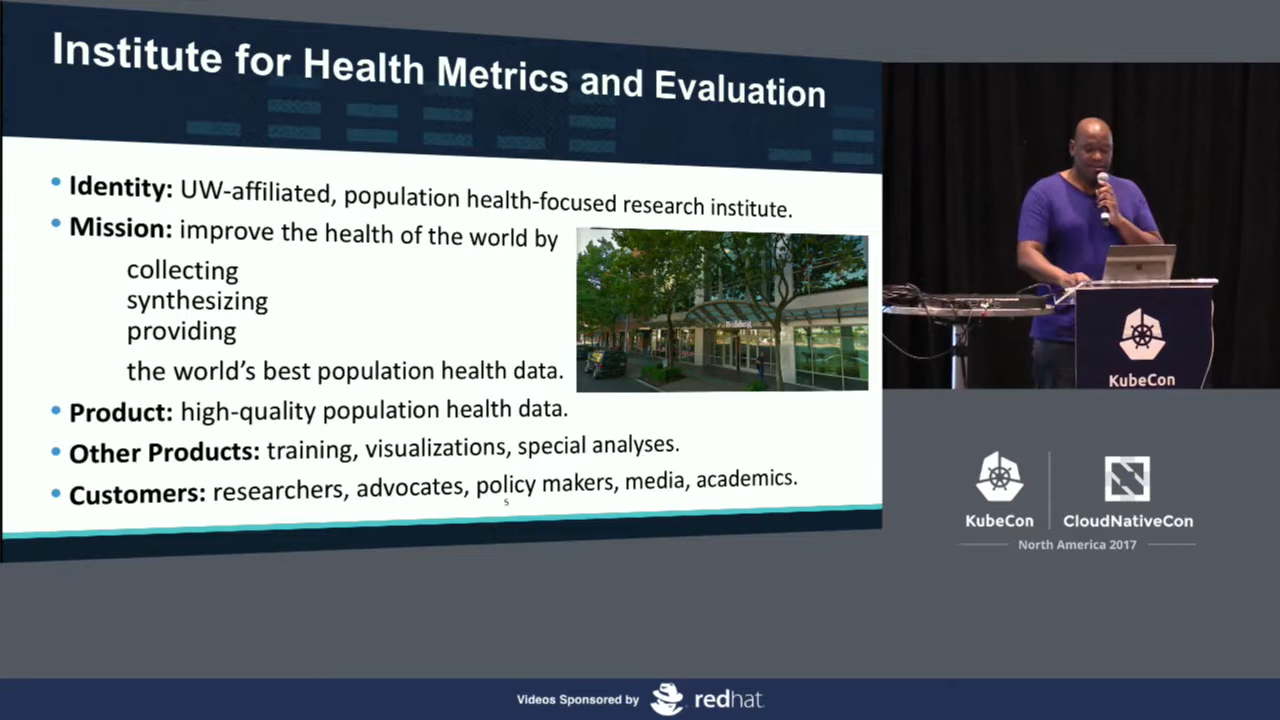 Institute for Health Metrics and Evaluation
• Identity: UW-affiliated, population health-focused research institute.
• Mission: improve the health of the world by
collecting
synthesizing
providing
the world’s best population health data.
• Product: high-quality population health data.
• Other Products: training, visualizations, special analyses.
• Customers: researchers, advocates, policy makers, media, academics.
5
KubeCon
KubeCon
CloudNativeCon
North America 2017
Videos Sponsored by
redhat